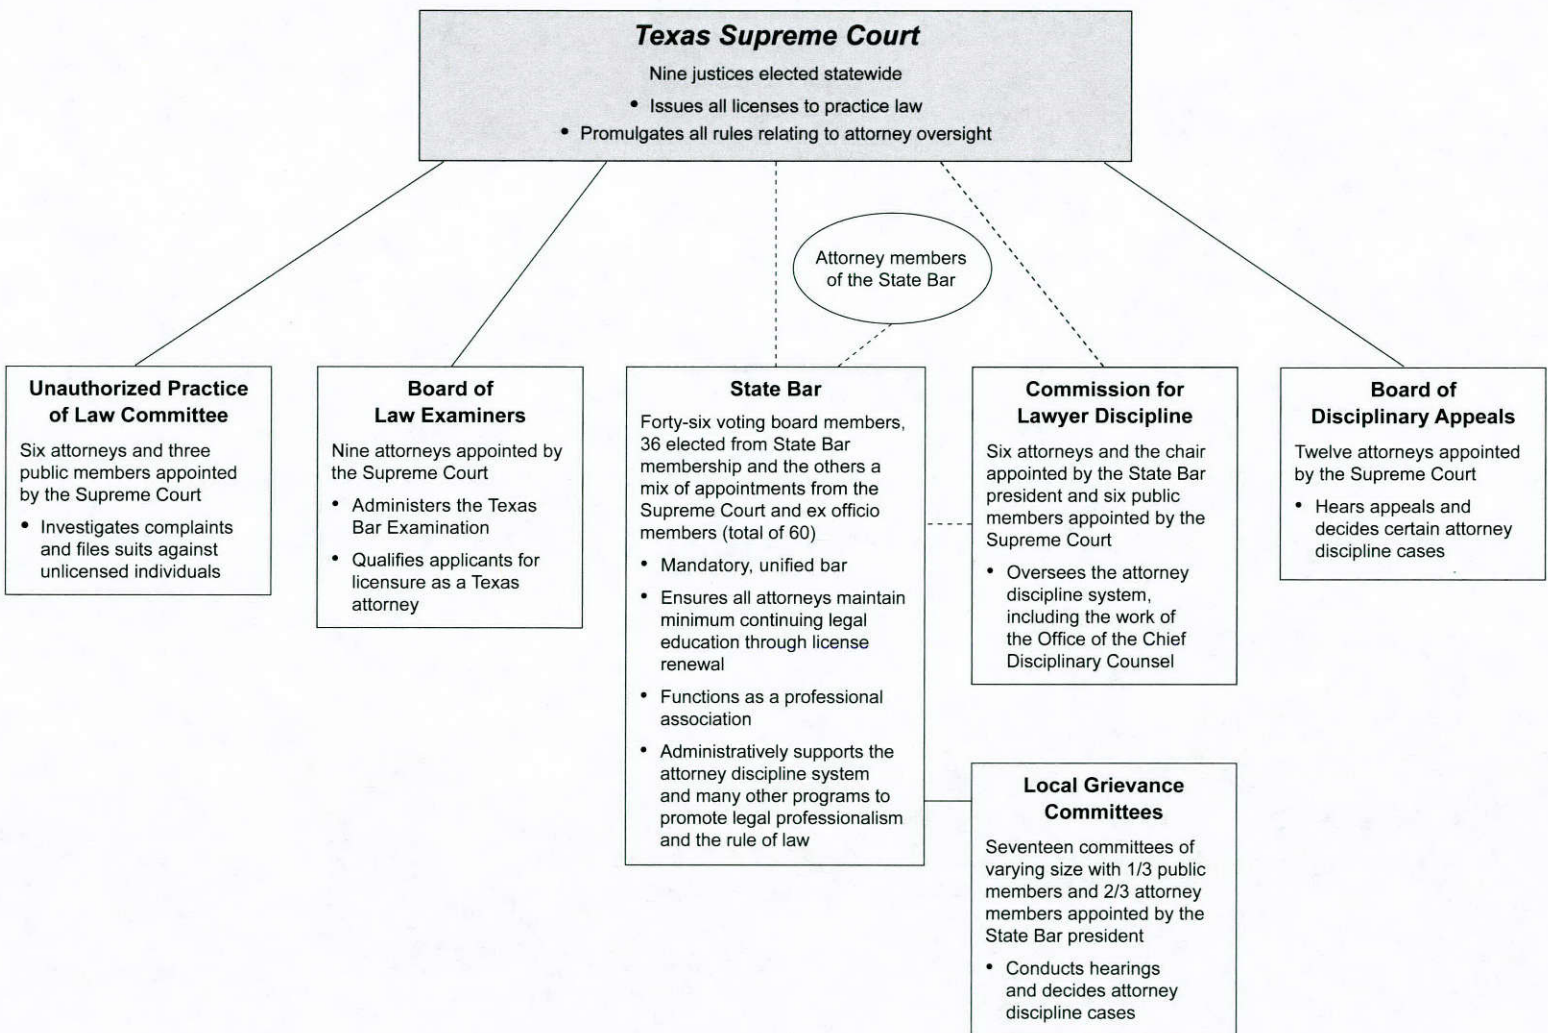 Texas Supreme Court
Nine justices elected statewide
• Issues all licenses to practice law
• Promulgates all rules relating to attorney oversight
Attorney members
of the State Bar
Unauthorized Practice
of Law Committee
Six attorneys and three
public members appointed
by the Supreme Court
• Investigates complaints
and files suits against
unlicensed individuals
Board of
Law Examiners
Nine attorneys appointed by
the Supreme Court
• Administers the Texas
Bar Examination
• Qualifies applicants for
licensure as a Texas
attorney
State Bar
Forty-six voting board members,
36 elected from State Bar
membership and the others a
mix of appointments from the
Supreme Court and ex officio
members (total of 60)
• Mandatory, unified bar
• Ensures all attorneys maintain
minimum continuing legal
education through license
renewal
• Functions as a professional
association
• Administratively supports the
attorney discipline system
and many other programs to
promote legal professionalism
and the rule of law
Commission for
Lawyer Discipline
Six attorneys and the chair
appointed by the State Bar
president and six public
members appointed by the
Supreme Court
• Oversees the attorney
discipline system,
including the work of
the Office of the Chief
Disciplinary Counsel
Board of
Disciplinary Appeals
Twelve attorneys appointed
by the Supreme Court
• Hears appeals and
decides certain attorney
discipline cases
Local Grievance
Committees
Seventeen committees of
varying size with 1/3 public
members and 2/3 attorney
members appointed by the
State Bar president
• Conducts hearings
and decides attorney
discipline cases